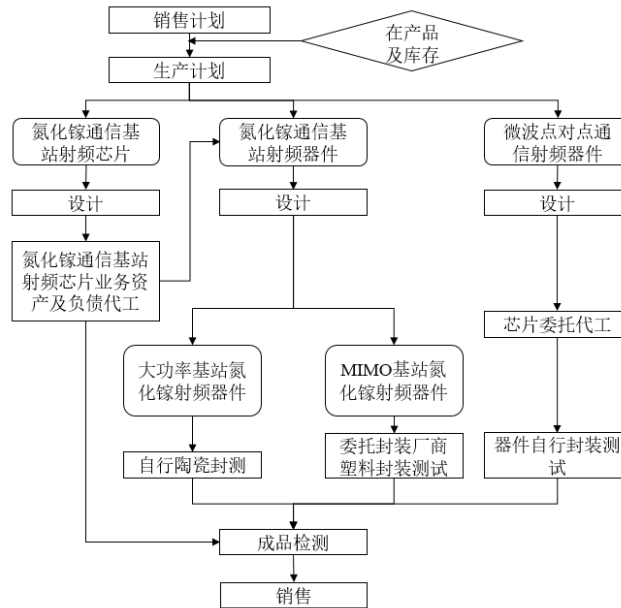 销售计划
在产品
及库存
生产计划
氮化镓通信基
站射频芯片
氮化镓通信基
站射频器件
微波点对点通
信射频器件
设计
设计
设计
氮化镓通信基站
射频芯片业务资
产及负债代工
芯片委托代工
大功率基站氮
化镓射频器件
MIMO基站氮
化镓射频器件
自行陶瓷封测
委托封装厂商
塑料封装测试
器件自行封装测
试
成品检测
销售